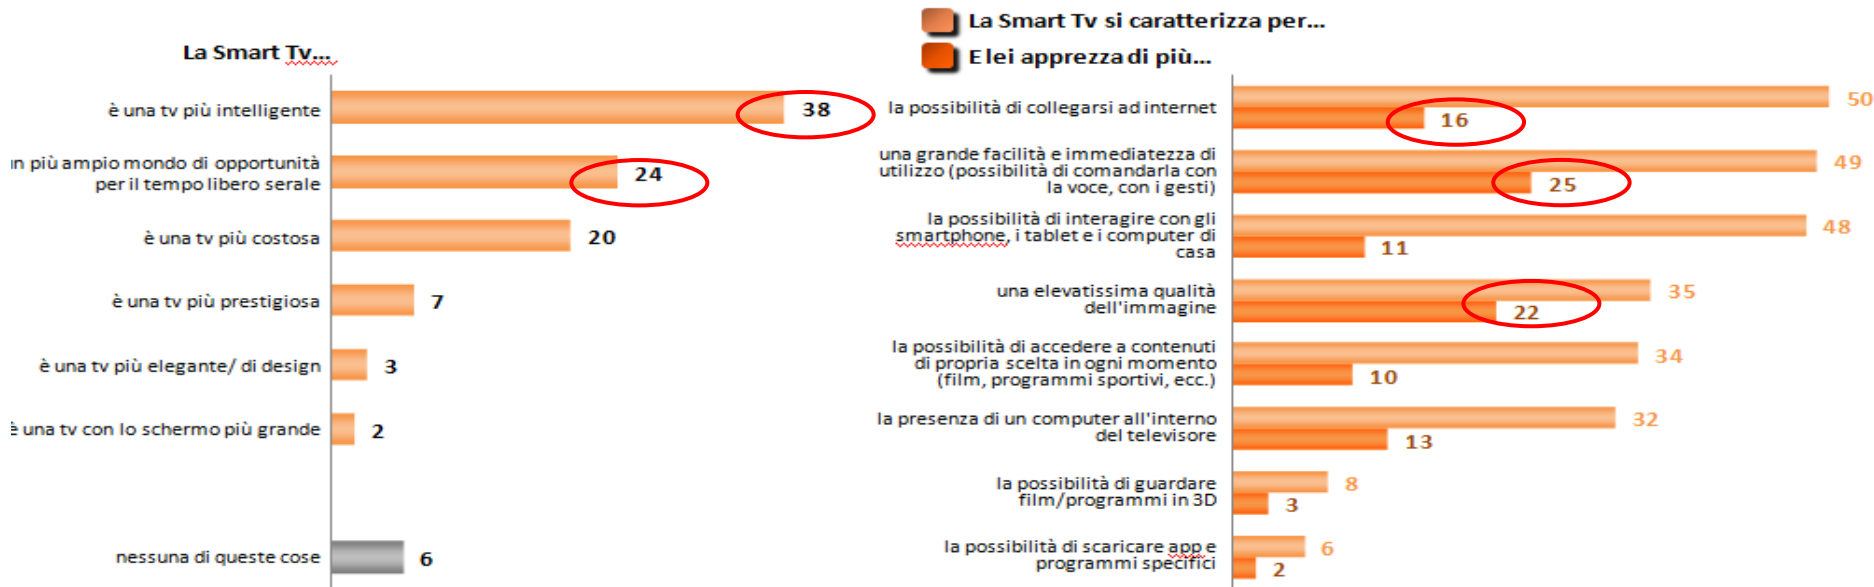 La Smart Tv...
è una tv più intelligente
38
più ampio mondo di opportunità
per il tempo libero serale
24
è una tv più costosa
20
è una tv più prestigiosa
7
è una tv più elegante/ di design
3
è una tv con lo schermo più grande
2
nessuna di queste cose
6
La Smart Tv si caratterizza per...
E lei apprezza di più...
la possibilità di collegarsi ad internet
50
16
una grande facilità e immediatezza di
utilizzo (possibilità di comandarla con
la voce, con i gesti)
49
25
la possibilità di interagire con gli
smartphone, i tablet e i computer di
casa
48
11
una elevatissima qualità
dell'immagine
35
22
la possibilità di accedere a contenuti
di propria scelta in ogni momento
(film, programmi sportivi, ecc.)
34
10
la presenza di un computer all'interno
del televisore
32
13
la possibilità di guardare
film/programmi in 3D
8
3
la possibilità di scaricare app e
programmi specifici
6
2